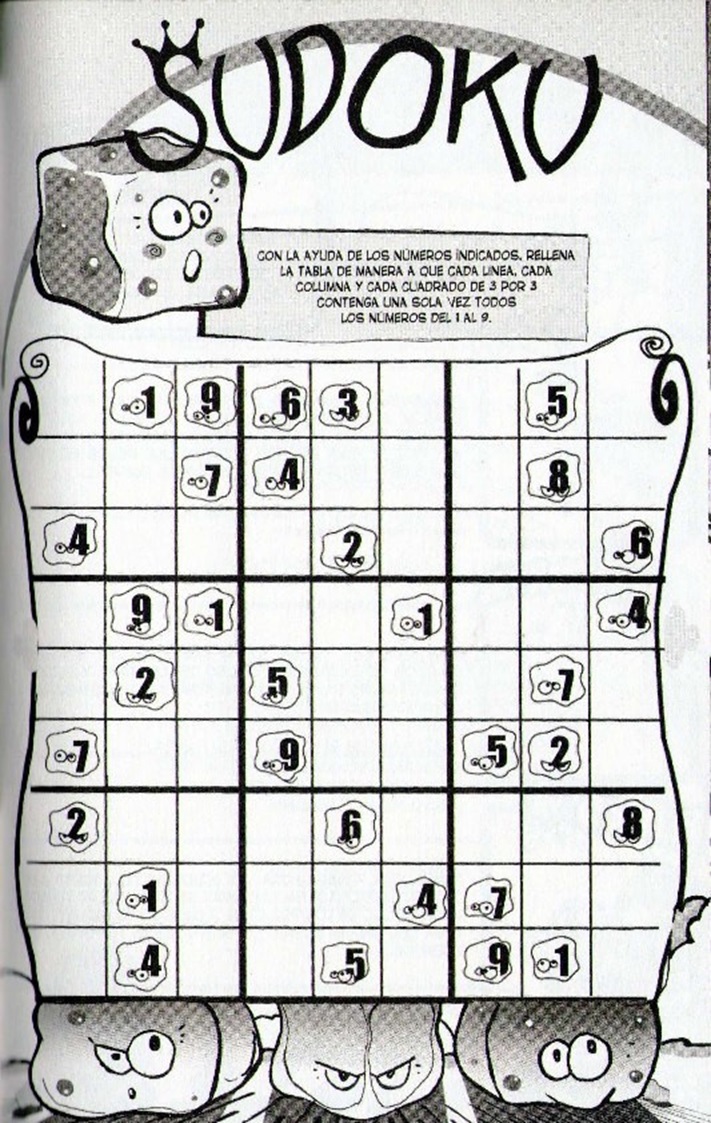 SUDOKU
CON LA AYUDA DE LOS NÚMEROS INDICADOS, RELLENA
LA TABLA DE MANERA A QUE CADA LINEA, CADA
COLUMNA Y CADA CUADRADO DE 3 POR 3
CONTENGA UNA SOLA VEZ TODOS
LOS NÚMEROS DEL 1 AL 9.
1 9 6 3 5
7 4 8
4 2 6
9 1 1 4
2 5 7
7 9 5 2
2 6 8
1 4 7
4 5 9 1